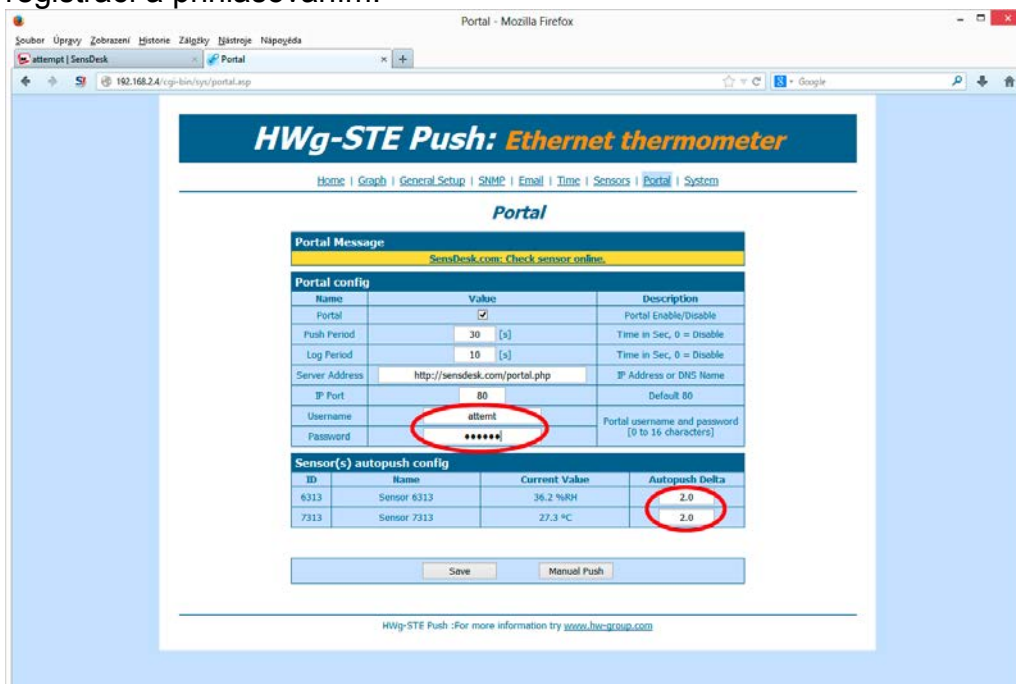 registrací a přihlašováním.
Portal - Mozilla Firefox
Soubor Úpravy Zobrazení Historie Záložky Nástroje Nápověda
attempt | SensDesk × Portal × +
192.168.2.4/cgi-bin/sys/portal.asp Google
HWg-STE Push: Ethernet thermometer
Home | Graph | General Setup | SNMP | Email | Time | Sensors | Portal | System
Portal
Portal Message
SensDesk.com: Check sensor online.
Portal config
Name Value Description
Portal Portal Enable/Disable
Push Period 30 [s] Time in Sec, 0 = Disable
Log Period 10 [s] Time in Sec, 0 = Disable
Server Address http://sensdesk.com/portal.php IP Address or DNS Name
IP Port 80 Default 80
Username attemt Portal username and password
Password ●●●●●● [0 to 16 characters]
Sensor(s) autopush config
ID Name Current Value Autopush Delta
6313 Sensor 6313 36.2 %RH 2.0
7313 Sensor 7313 27.3 °C 2.0
Save Manual Push
HWg-STE Push :For more information try www.hw-group.com